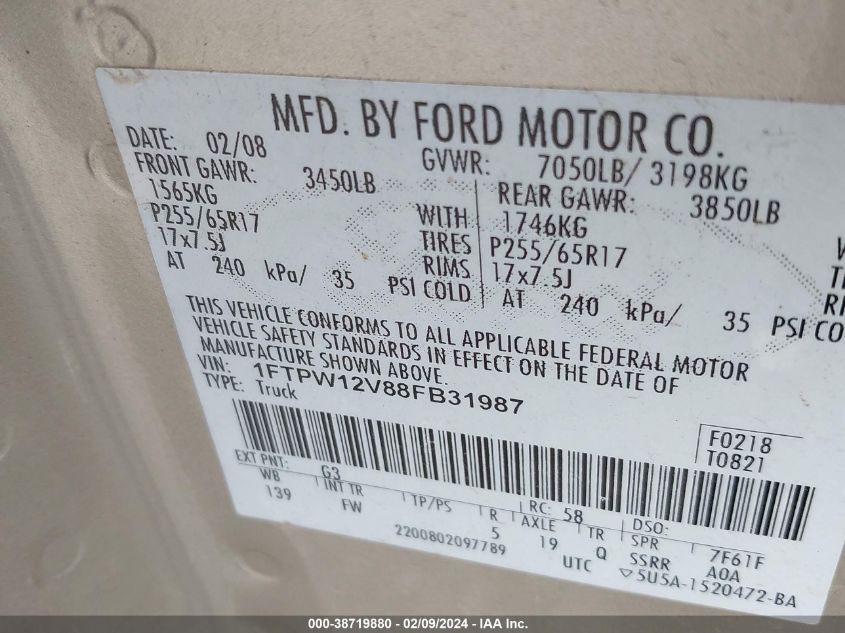 MFD. BY FORD MOTOR CO.
DATE: 02/08 GVWR: 7050LB/ 3198KG
FRONT GAWR: 3450LB REAR GAWR: 3850LB
1565KG WITH 1746KG
P255/65R17 TIRES P255/65R17
17x7.5J RIMS 17x7.5J
AT 240 kPa/ 35 PSI COLD AT 240 kPa/ 35 PSI CO
THIS VEHICLE CONFORMS TO ALL APPLICABLE FEDERAL MOTOR
VEHICLE SAFETY STANDARDS IN EFFECT ON THE DATE OF
MANUFACTURE SHOWN ABOVE.
VIN: 1FTPW12V88FB31987
TYPE: Truck
F0218
T0821
EXT PNT: G3 RC: 58 DSO:
WB INT TR TP/PS R AXLE TR SPR 7F61F
139 FW 5 19 Q SSRR A0A
2200802097789 UTC ▽5U5A-1520472-BA
000-38719880 - 02/09/2024 - IAA Inc.